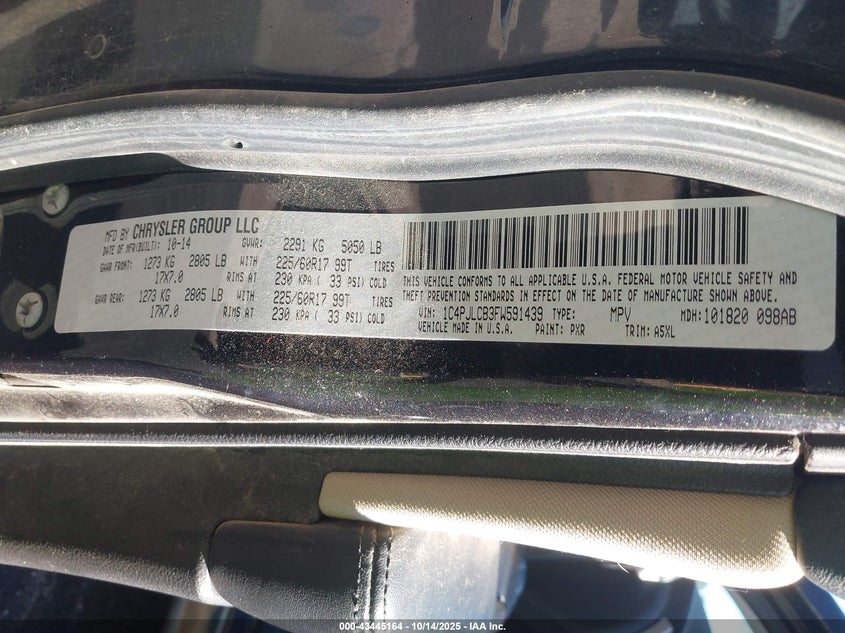 MFD BY CHRYSLER GROUP LLC
DATE OF MFR(BUILT): 10-14 GVWR: 2291 KG 5050 LB
GAWR FRONT: 1273 KG 2805 LB WITH 225/60R17 99T TIRES
17X7.0 RIMS AT 230 KPA ( 33 PSI) COLD
GAWR REAR: 1273 KG 2805 LB WITH 225/60R17 99T TIRES
17X7.0 RIMS AT 230 KPA ( 33 PSI) COLD
THIS VEHICLE CONFORMS TO ALL APPLICABLE U.S.A. FEDERAL MOTOR VEHICLE SAFETY AND
THEFT PREVENTION STANDARDS IN EFFECT ON THE DATE OF MANUFACTURE SHOWN ABOVE.
VIN: 1C4PJLCB3FW591439 TYPE: MPV MDH: 101820 098AB
VEHICLE MADE IN U.S.A. PAINT: PXR TRIM: A5XL
000-43445164 - 10/14/2025 - IAA Inc.